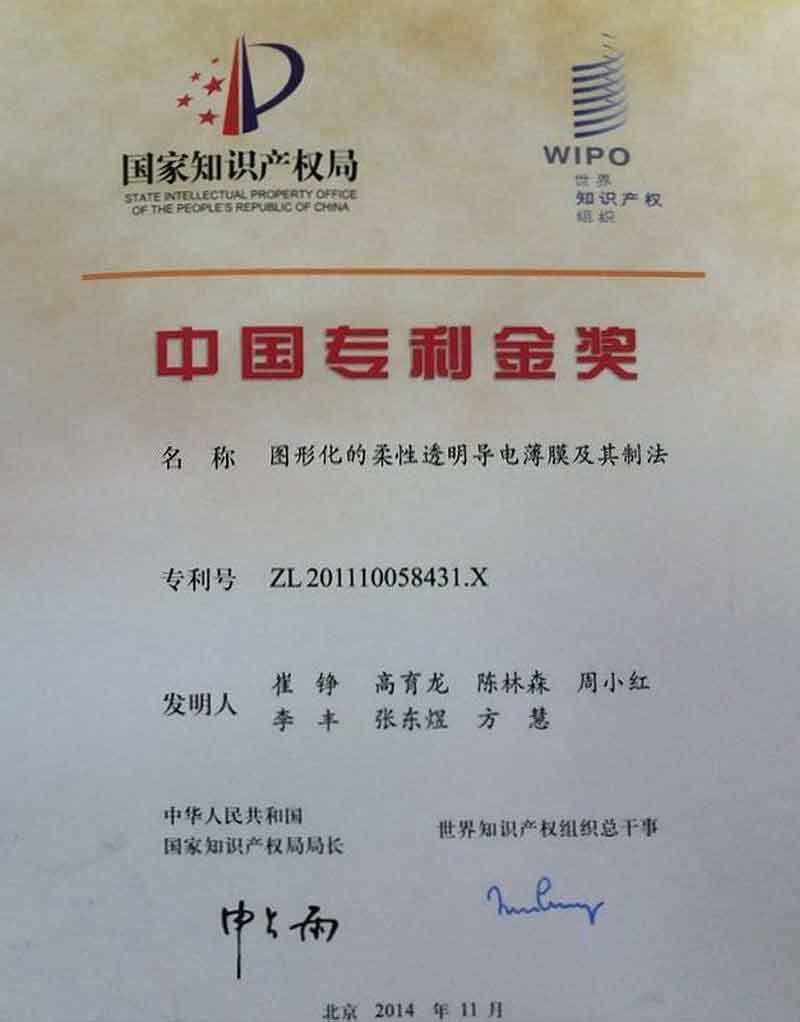 国家知识产权局
STATE INTELLECTUAL PROPERTY OFFICE
OF THE PEOPLE'S REPUBLIC OF CHINA
WIPO
世界
知识产权
组织
中国专利金奖
名 称 图形化的柔性透明导电薄膜及其制法
专利号 ZL 201110058431.X
发明人 崔 铮 高育龙 陈林森 周小红
李 丰 张东煜 方 慧
中华人民共和国
国家知识产权局局长
世界知识产权组织总干事
申长雨
北京 2014 年 11 月